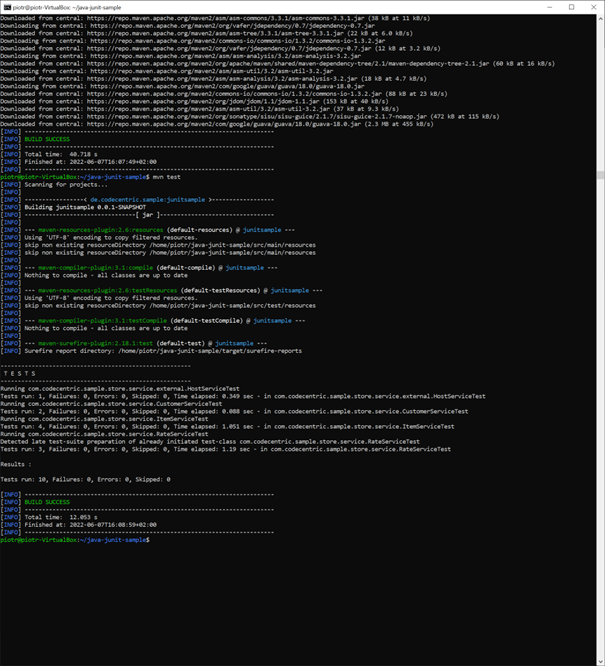 piotr@piotr-VirtualBox: ~/java-junit-sample
Downloaded from central: https://repo.maven.apache.org/maven2/asm/asm-commons/3.3.1/asm-commons-3.3.1.jar (38 kB at 11 kB/s)
Downloading from central: https://repo.maven.apache.org/maven2/org/vafer/jdependency/0.7/jdependency-0.7.jar
Downloaded from central: https://repo.maven.apache.org/maven2/asm/asm-tree/3.3.1/asm-tree-3.3.1.jar (22 kB at 6.0 kB/s)
Downloading from central: https://repo.maven.apache.org/maven2/commons-io/commons-io/1.3.2/commons-io-1.3.2.jar
Downloaded from central: https://repo.maven.apache.org/maven2/org/vafer/jdependency/0.7/jdependency-0.7.jar (12 kB at 3.2 kB/s)
Downloading from central: https://repo.maven.apache.org/maven2/asm/asm-analysis/3.2/asm-analysis-3.2.jar
Downloaded from central: https://repo.maven.apache.org/maven2/org/apache/maven/shared/maven-dependency-tree/2.1/maven-dependency-tree-2.1.jar (60 kB at 16 kB/s)
Downloading from central: https://repo.maven.apache.org/maven2/asm/asm-util/3.2/asm-util-3.2.jar
Downloaded from central: https://repo.maven.apache.org/maven2/asm/asm-analysis/3.2/asm-analysis-3.2.jar (18 kB at 4.7 kB/s)
Downloading from central: https://repo.maven.apache.org/maven2/com/google/guava/guava/18.0/guava-18.0.jar
Downloaded from central: https://repo.maven.apache.org/maven2/commons-io/commons-io/1.3.2/commons-io-1.3.2.jar (88 kB at 23 kB/s)
Downloaded from central: https://repo.maven.apache.org/maven2/org/jdom/jdom/1.1/jdom-1.1.jar (153 kB at 40 kB/s)
Downloaded from central: https://repo.maven.apache.org/maven2/asm/asm-util/3.2/asm-util-3.2.jar (37 kB at 9.3 kB/s)
Downloaded from central: https://repo.maven.apache.org/maven2/org/sonatype/sisu/sisu-guice/2.1.7/sisu-guice-2.1.7-noaop.jar (472 kB at 115 kB/s)
Downloaded from central: https://repo.maven.apache.org/maven2/com/google/guava/guava/18.0/guava-18.0.jar (2.3 MB at 455 kB/s)
[INFO] ------------------------------------------------------------------------
[INFO] BUILD SUCCESS
[INFO] ------------------------------------------------------------------------
[INFO] Total time:  40.718 s
[INFO] Finished at: 2022-06-07T16:07:49+02:00
[INFO] ------------------------------------------------------------------------
piotr@piotr-VirtualBox:~/java-junit-sample$ mvn test
[INFO] Scanning for projects...
[INFO]
[INFO] -----------------< de.codecentric.sample:junitsample >------------------
[INFO] Building junitsample 0.0.1-SNAPSHOT
[INFO] --------------------------------[ jar ]---------------------------------
[INFO]
[INFO] --- maven-resources-plugin:2.6:resources (default-resources) @ junitsample ---
[INFO] Using 'UTF-8' encoding to copy filtered resources.
[INFO] skip non existing resourceDirectory /home/piotr/java-junit-sample/src/main/resources
[INFO] skip non existing resourceDirectory /home/piotr/java-junit-sample/src/main/resources
[INFO]
[INFO] --- maven-compiler-plugin:3.1:compile (default-compile) @ junitsample ---
[INFO] Nothing to compile - all classes are up to date
[INFO]
[INFO] --- maven-resources-plugin:2.6:testResources (default-testResources) @ junitsample ---
[INFO] Using 'UTF-8' encoding to copy filtered resources.
[INFO] skip non existing resourceDirectory /home/piotr/java-junit-sample/src/test/resources
[INFO]
[INFO] --- maven-compiler-plugin:3.1:testCompile (default-testCompile) @ junitsample ---
[INFO] Nothing to compile - all classes are up to date
[INFO]
[INFO] --- maven-surefire-plugin:2.18.1:test (default-test) @ junitsample ---
[INFO] Surefire report directory: /home/piotr/java-junit-sample/target/surefire-reports
-------------------------------------------------------
T E S T S
-------------------------------------------------------
Running com.codecentric.sample.store.service.external.HostServiceTest
Tests run: 1, Failures: 0, Errors: 0, Skipped: 0, Time elapsed: 0.349 sec - in com.codecentric.sample.store.service.external.HostServiceTest
Running com.codecentric.sample.store.service.CustomerServiceTest
Tests run: 2, Failures: 0, Errors: 0, Skipped: 0, Time elapsed: 0.088 sec - in com.codecentric.sample.store.service.CustomerServiceTest
Running com.codecentric.sample.store.service.ItemServiceTest
Tests run: 4, Failures: 0, Errors: 0, Skipped: 0, Time elapsed: 1.051 sec - in com.codecentric.sample.store.service.ItemServiceTest
Running com.codecentric.sample.store.service.RateServiceTest
Detected late test-suite preparation of already initiated test-class com.codecentric.sample.store.service.RateServiceTest
Tests run: 3, Failures: 0, Errors: 0, Skipped: 0, Time elapsed: 1.19 sec - in com.codecentric.sample.store.service.RateServiceTest
Results :
Tests run: 10, Failures: 0, Errors: 0, Skipped: 0
[INFO] ------------------------------------------------------------------------
[INFO] BUILD SUCCESS
[INFO] ------------------------------------------------------------------------
[INFO] Total time:  12.053 s
[INFO] Finished at: 2022-06-07T16:08:59+02:00
[INFO] ------------------------------------------------------------------------
piotr@piotr-VirtualBox:~/java-junit-sample$